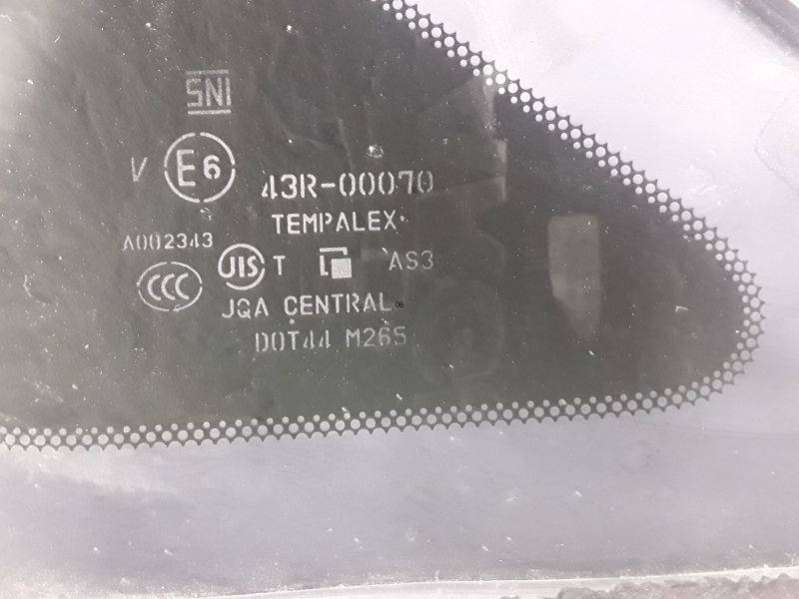 SNI
V E6 43R-00070
TEMPALEX
A002343
CCC JIS T AS3
JQA CENTRAL
DOT44 M265